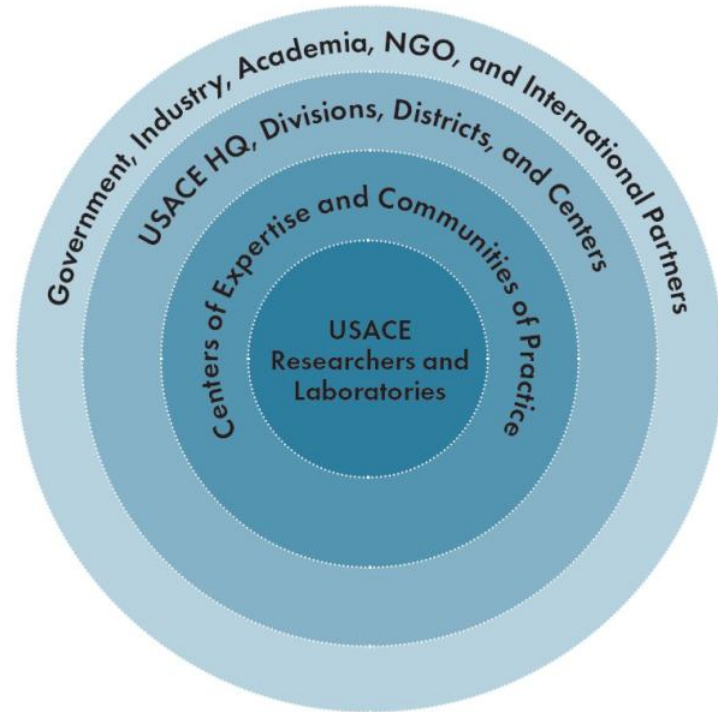 Government, Industry, Academia, NGO, and International Partners
USACE HQ, Divisions, Districts, and Centers
Centers of Expertise and Communities of Practice
USACE
Researchers and
Laboratories